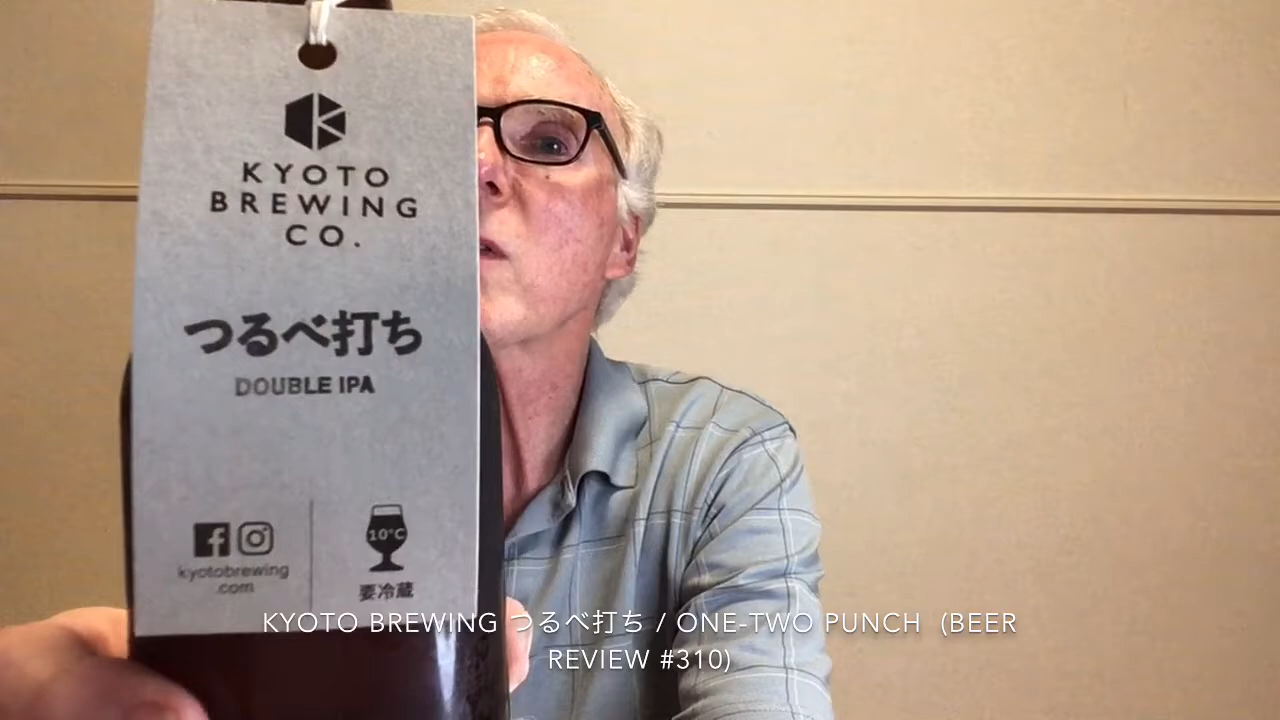 KYOTO
BREWING
CO.
つるべ打ち
DOUBLE IPA
kyotobrewing
.com
10°C
要冷蔵
KYOTO BREWING つるべ打ち / ONE-TWO PUNCH (BEER
REVIEW #310)